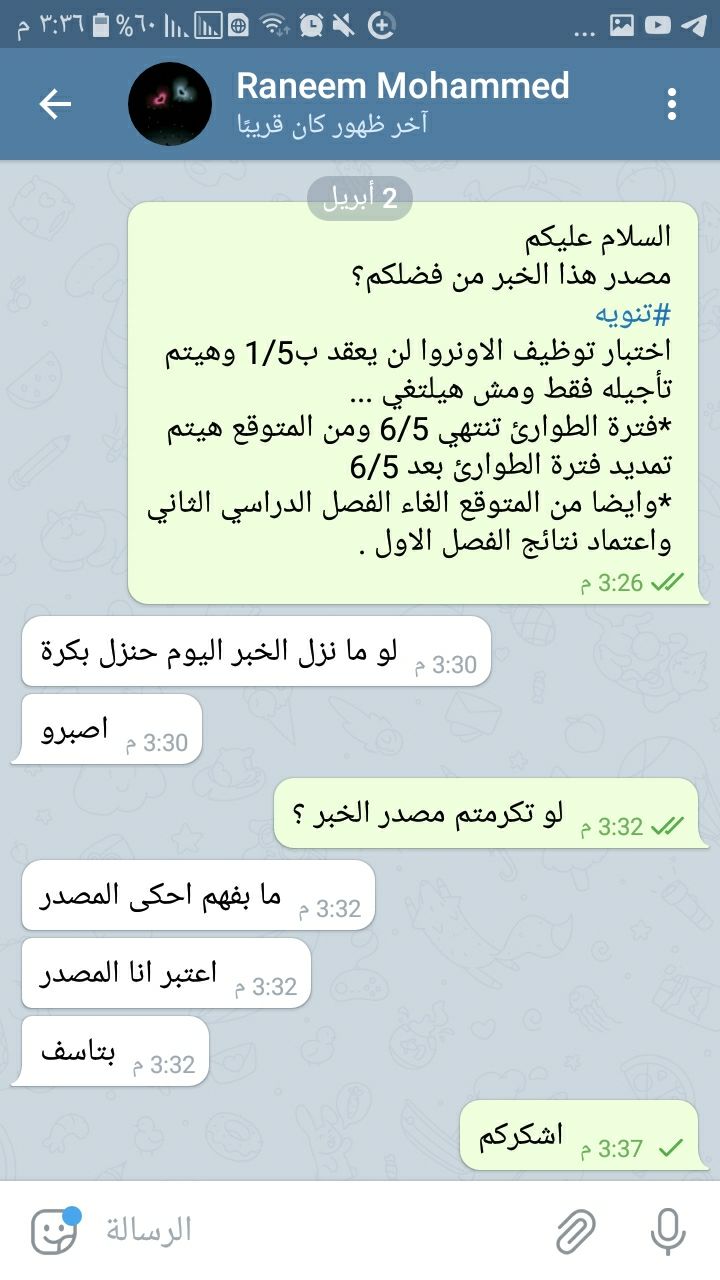 ٣:٣٦ م
%٦٠
...
Raneem Mohammed
آخر ظهور كان قريبًا
2 أبريل
السلام عليكم
مصدر هذا الخبر من فضلكم؟
#تنويه
اختبار توظيف الاونروا لن يعقد ب1/5 وهيتم
تأجيله فقط ومش هيلتغي ...
*فترة الطوارئ تنتهي 6/5 ومن المتوقع هيتم
تمديد فترة الطوارئ بعد 6/5
*وايضا من المتوقع الغاء الفصل الدراسي الثاني
واعتماد نتائج الفصل الاول .
3:26 م
لو ما نزل الخبر اليوم حنزل بكرة
3:30 م
اصبرو
3:30 م
لو تكرمتم مصدر الخبر ؟
3:32 م
ما بفهم احكى المصدر
3:32 م
اعتبر انا المصدر
3:32 م
بتاسف
3:32 م
اشكركم
3:37 م
الرسالة